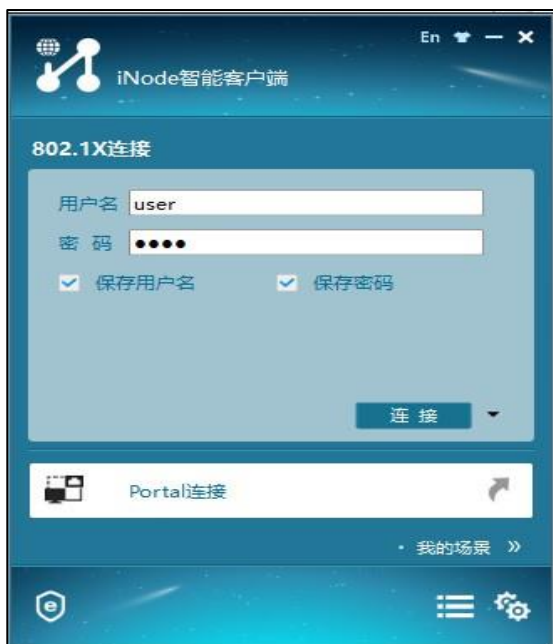 En
iNode智能客户端
802.1X连接
用户名 user
密 码 ●●●●
保存用户名 保存密码
连 接
Portal连接
· 我的场景 »
e